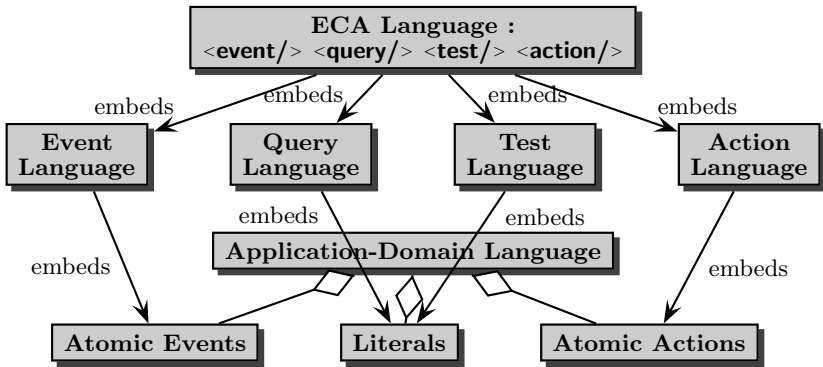 ECA Language :
<event/> <query/> <test/> <action/>
embeds embeds embeds embeds
Event
Language
Query
Language
Test
Language
Action
Language
embeds embeds
Application-Domain Language
embeds embeds
Atomic Events
Literals
Atomic Actions